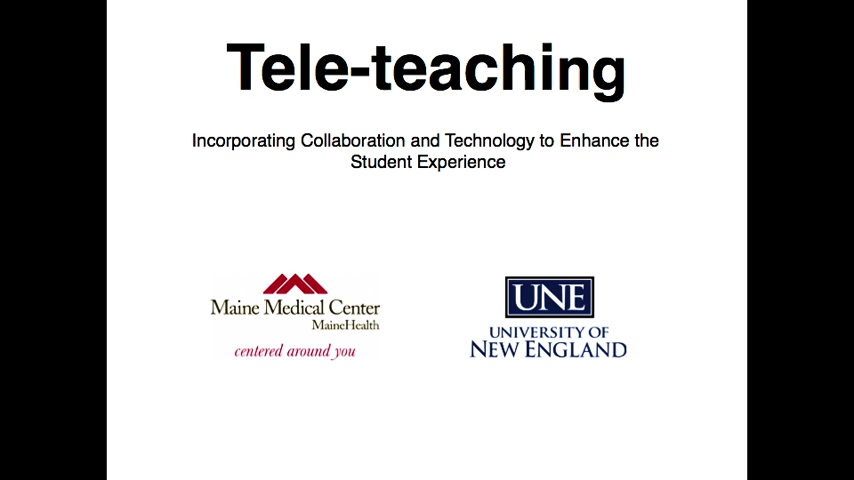 Tele-teaching
Incorporating Collaboration and Technology to Enhance the
Student Experience
Maine Medical Center
MaineHealth
centered around you
UNE
UNIVERSITY OF
NEW ENGLAND